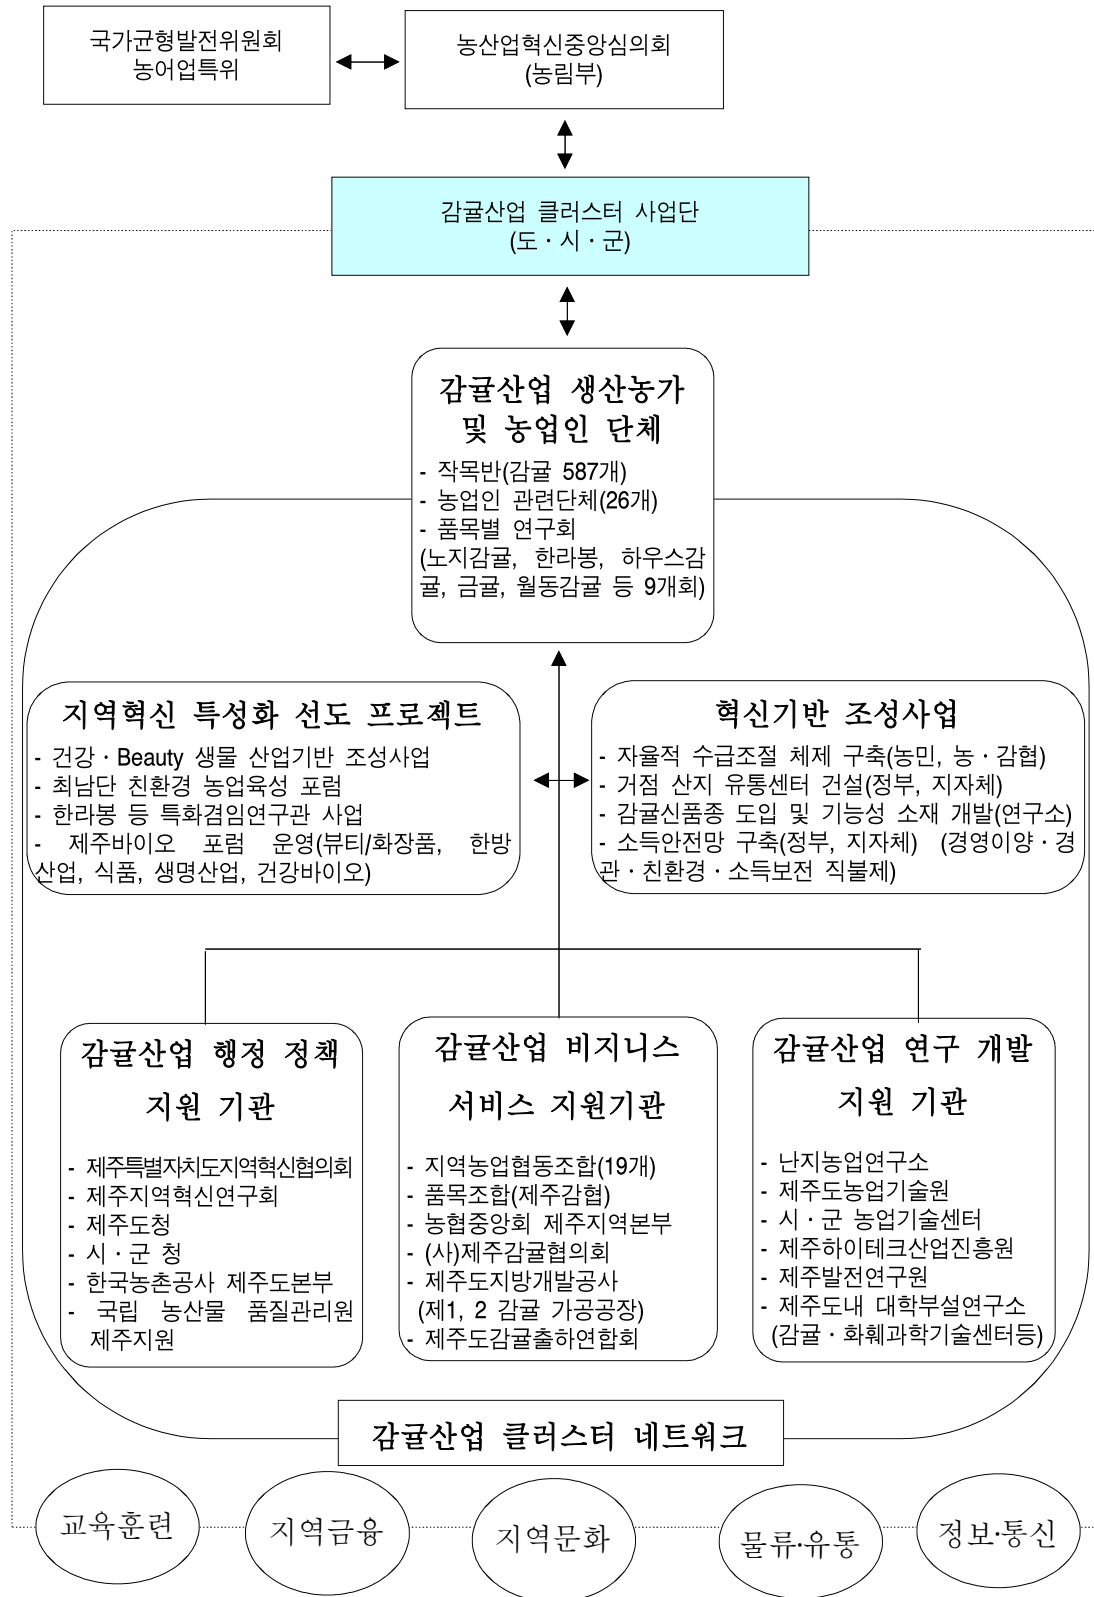 국가균형발전위원회
농어업특위
농산업혁신중앙심의회
(농림부)
감귤산업 클러스터 사업단
(도·시·군)
감귤산업 생산농가
및 농업인 단체
- 작목반(감귤 587개)
- 농업인 관련단체(26개)
- 품목별 연구회
(노지감귤, 한라봉, 하우스감
귤, 금귤, 월동감귤 등 9개회)
지역혁신 특성화 선도 프로젝트
- 건강·Beauty 생물 산업기반 조성사업
- 최남단 친환경 농업육성 포럼
- 한라봉 등 특화겸임연구관 사업
- 제주바이오 포럼 운영(뷰티/화장품, 한방
산업, 식품, 생명산업, 건강바이오)
혁신기반 조성사업
- 자율적 수급조절 체제 구축(농민, 농·감협)
- 거점 산지 유통센터 건설(정부, 지자체)
- 감귤신품종 도입 및 기능성 소재 개발(연구소)
- 소득안전망 구축(정부, 지자체) (경영이양·경
관·친환경·소득보전 직불제)
감귤산업 행정 정책
지원 기관
- 제주특별자치도지역혁신협의회
- 제주지역혁신연구회
- 제주도청
- 시·군 청
- 한국농촌공사 제주도본부
- 국립 농산물 품질관리원
제주지원
감귤산업 비지니스
서비스 지원기관
- 지역농업협동조합(19개)
- 품목조합(제주감협)
- 농협중앙회 제주지역본부
- (사)제주감귤협의회
- 제주도지방개발공사
(제1, 2 감귤 가공공장)
- 제주도감귤출하연합회
감귤산업 연구 개발
지원 기관
- 난지농업연구소
- 제주도농업기술원
- 시·군 농업기술센터
- 제주하이테크산업진흥원
- 제주발전연구원
- 제주도내 대학부설연구소
(감귤·화훼과학기술센터등)
감귤산업 클러스터 네트워크
교육훈련
지역금융
지역문화
물류·유통
정보·통신